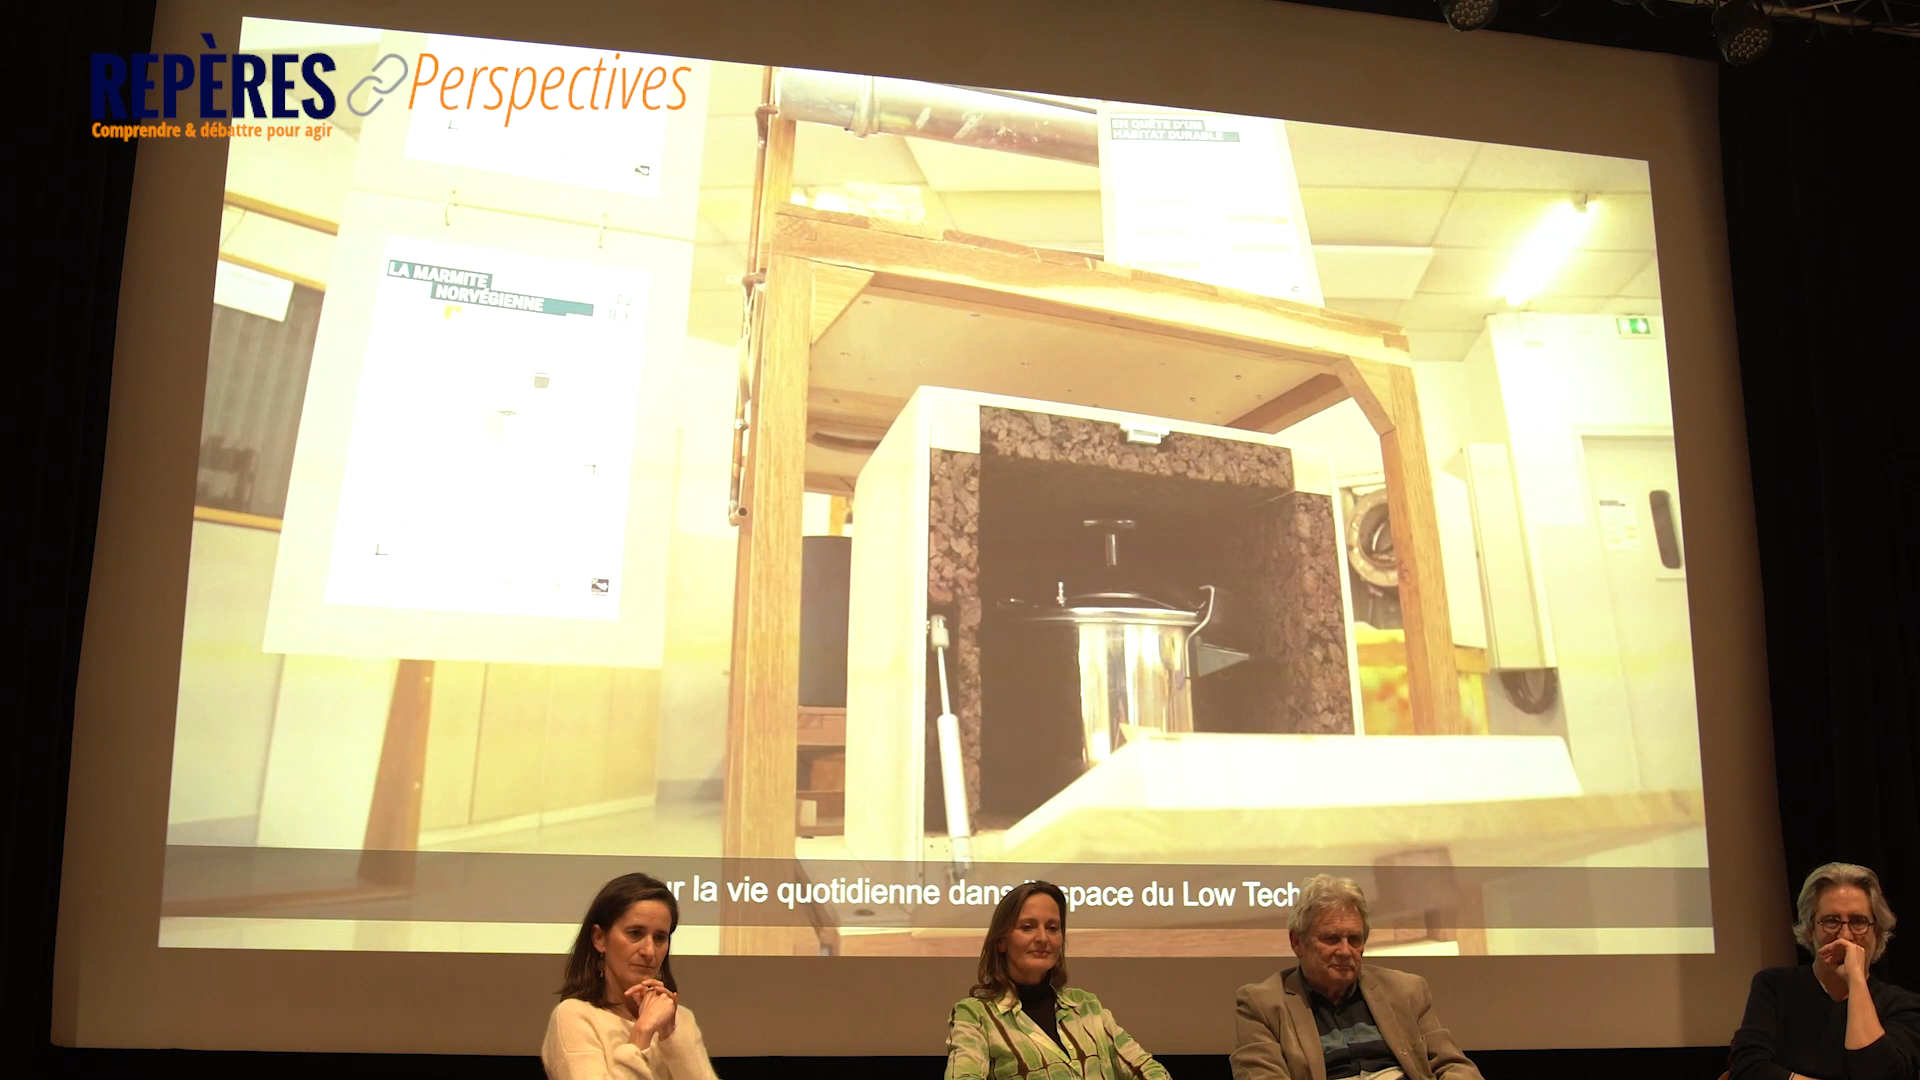 REPÈRES Perspectives
Comprendre & débattre pour agir
EN QUÊTE D'UN
HABITAT DURABLE
LA MARMITE
NORVÉGIENNE
la vie quotidienne dans l'espace du Low Tech